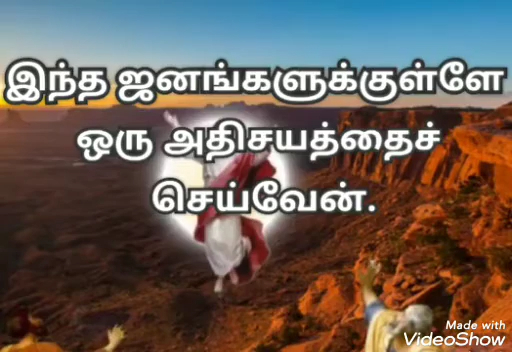 இந்த ஜனங்களுக்குள்ளே
ஒரு அதிசயத்தைச்
செய்வேன்.
Made with
VideoShow